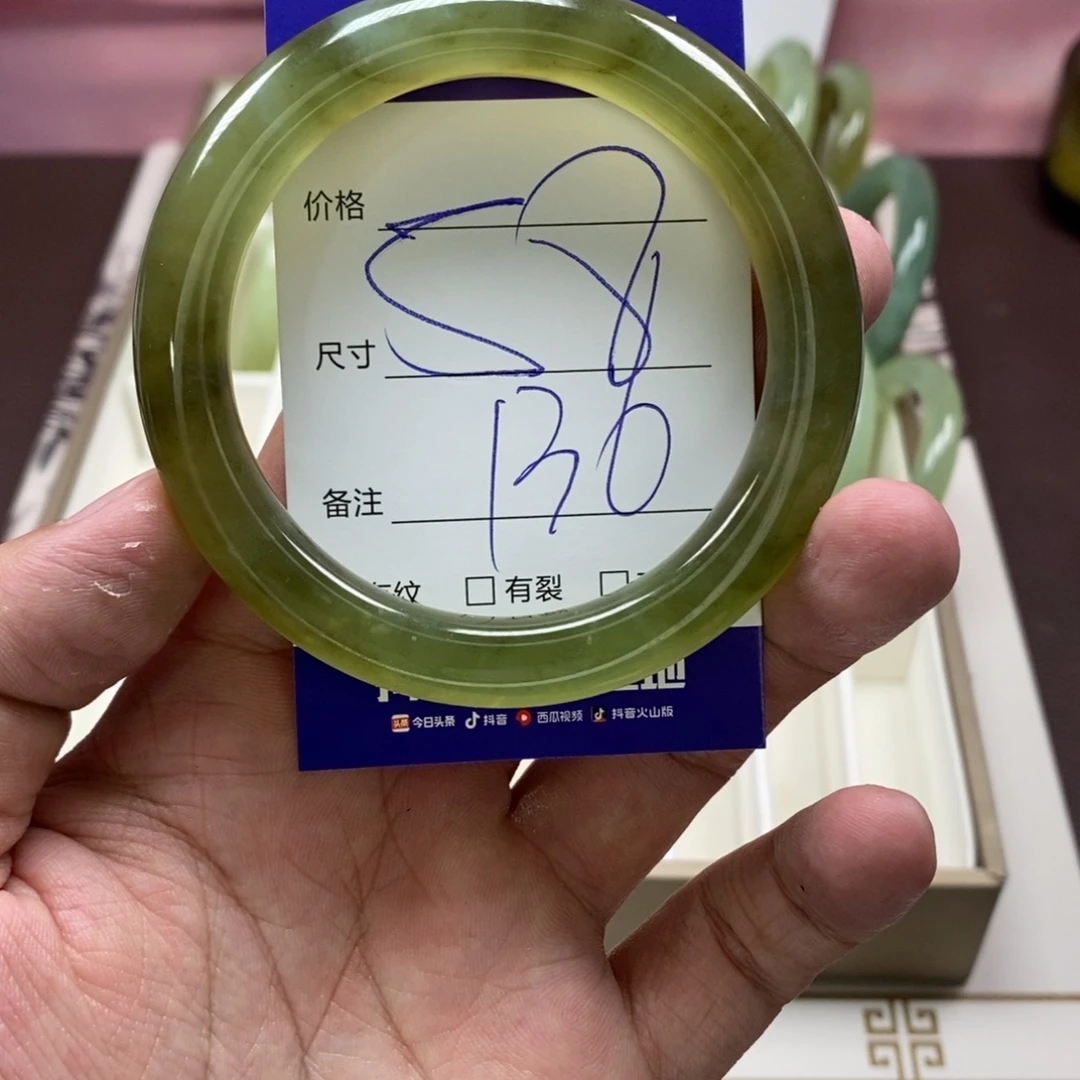 价格
58
尺寸
130
备注
纹 □ 有裂 □
今日头条 抖音 西瓜视频 抖音火山版